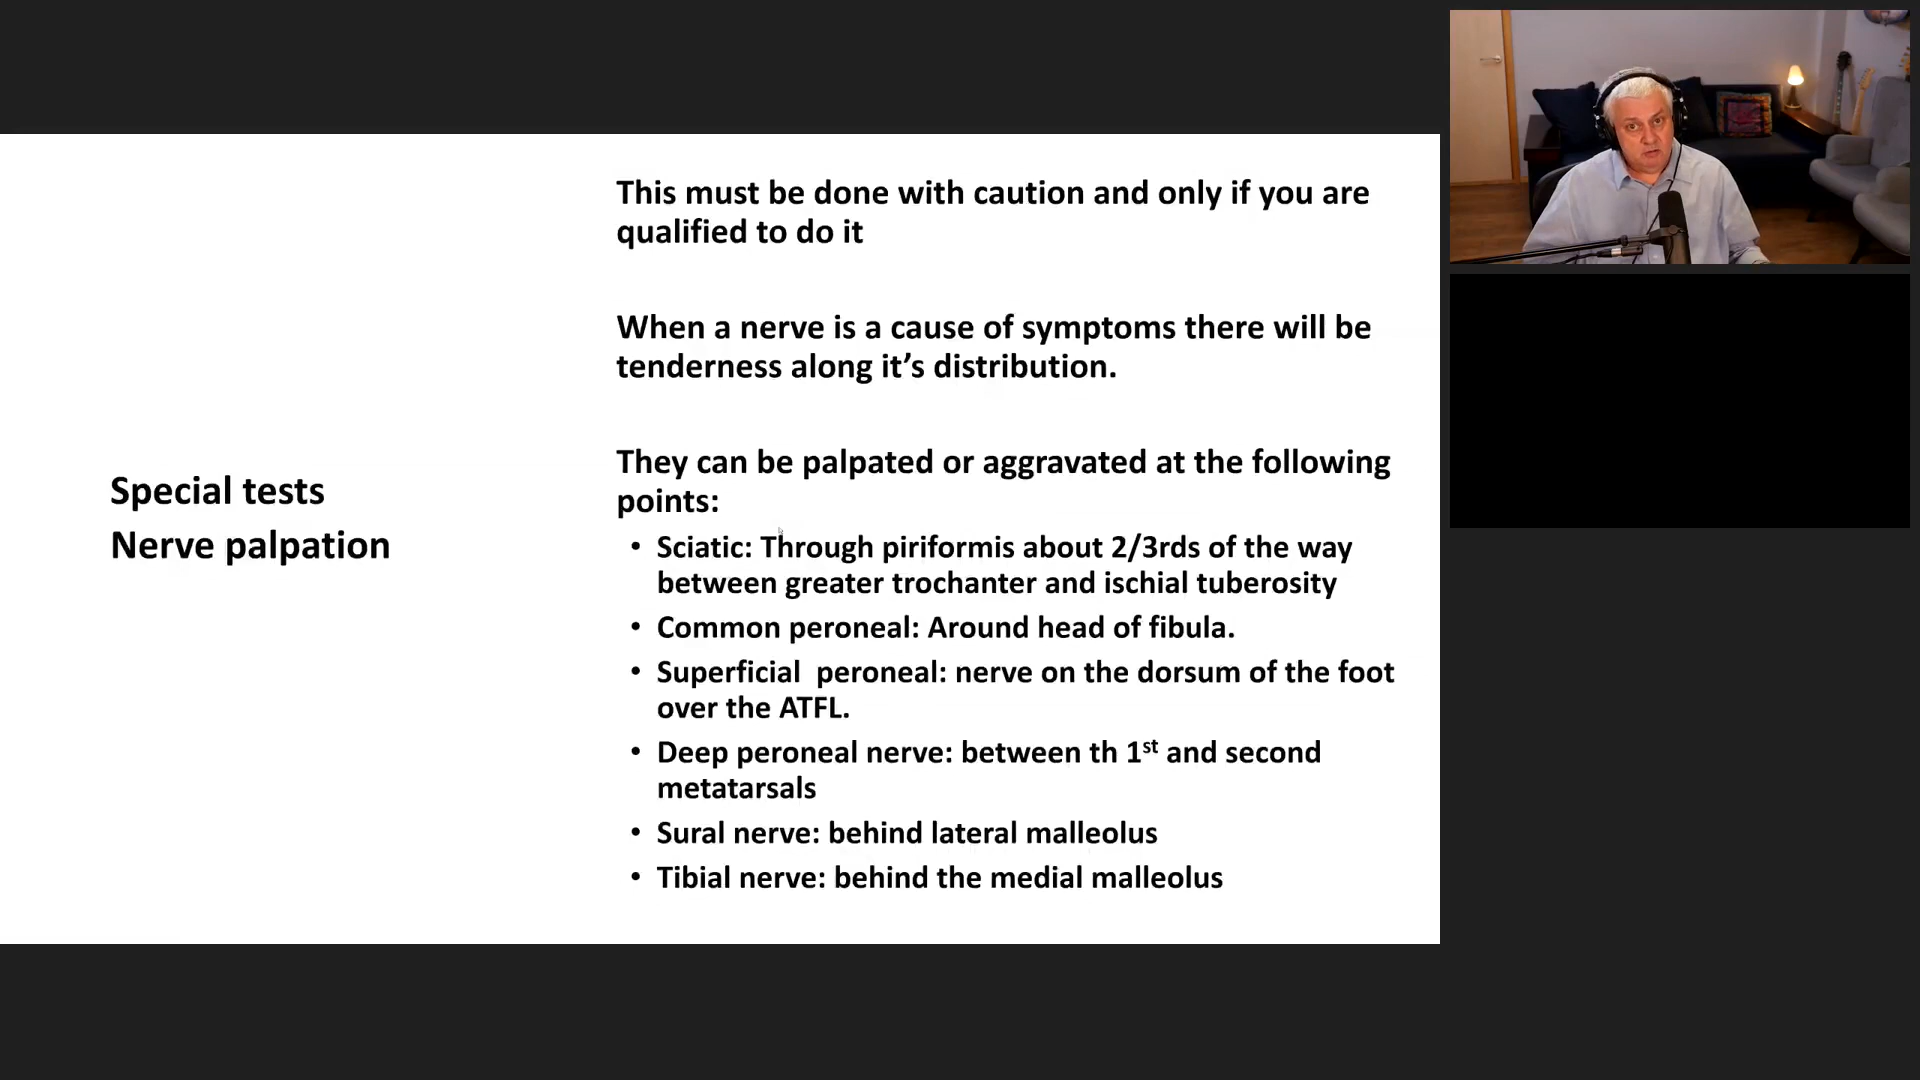 Special tests
Nerve palpation
This must be done with caution and only if you are
qualified to do it
When a nerve is a cause of symptoms there will be
tenderness along it’s distribution.
They can be palpated or aggravated at the following
points:
• Sciatic: Through piriformis about 2/3rds of the way
between greater trochanter and ischial tuberosity
• Common peroneal: Around head of fibula.
• Superficial  peroneal: nerve on the dorsum of the foot
over the ATFL.
• Deep peroneal nerve: between th 1st and second
metatarsals
• Sural nerve: behind lateral malleolus
• Tibial nerve: behind the medial malleolus